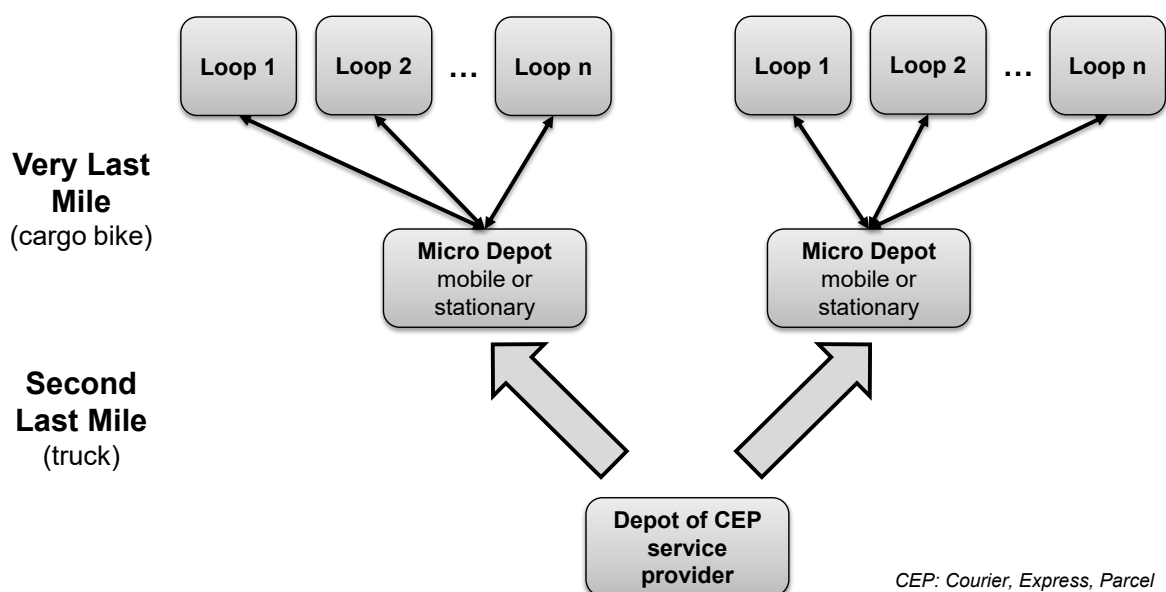 Loop 1
Loop 2
...
Loop n
Loop 1
Loop 2
...
Loop n
Very Last
Mile
(cargo bike)
Micro Depot
mobile or
stationary
Micro Depot
mobile or
stationary
Second
Last Mile
(truck)
Depot of CEP
service
provider
CEP: Courier, Express, Parcel